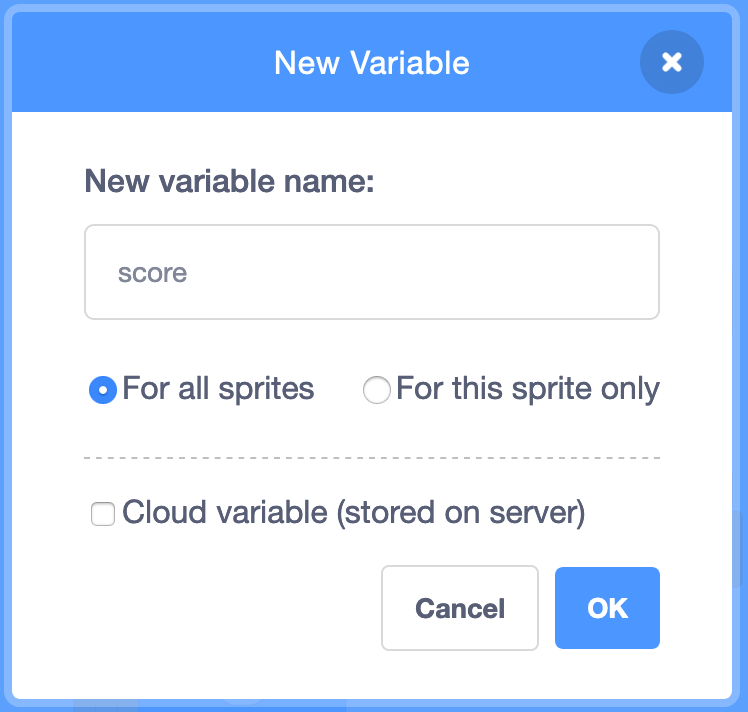 New Variable
New variable name:
score
For all sprites For this sprite only
Cloud variable (stored on server)
Cancel OK